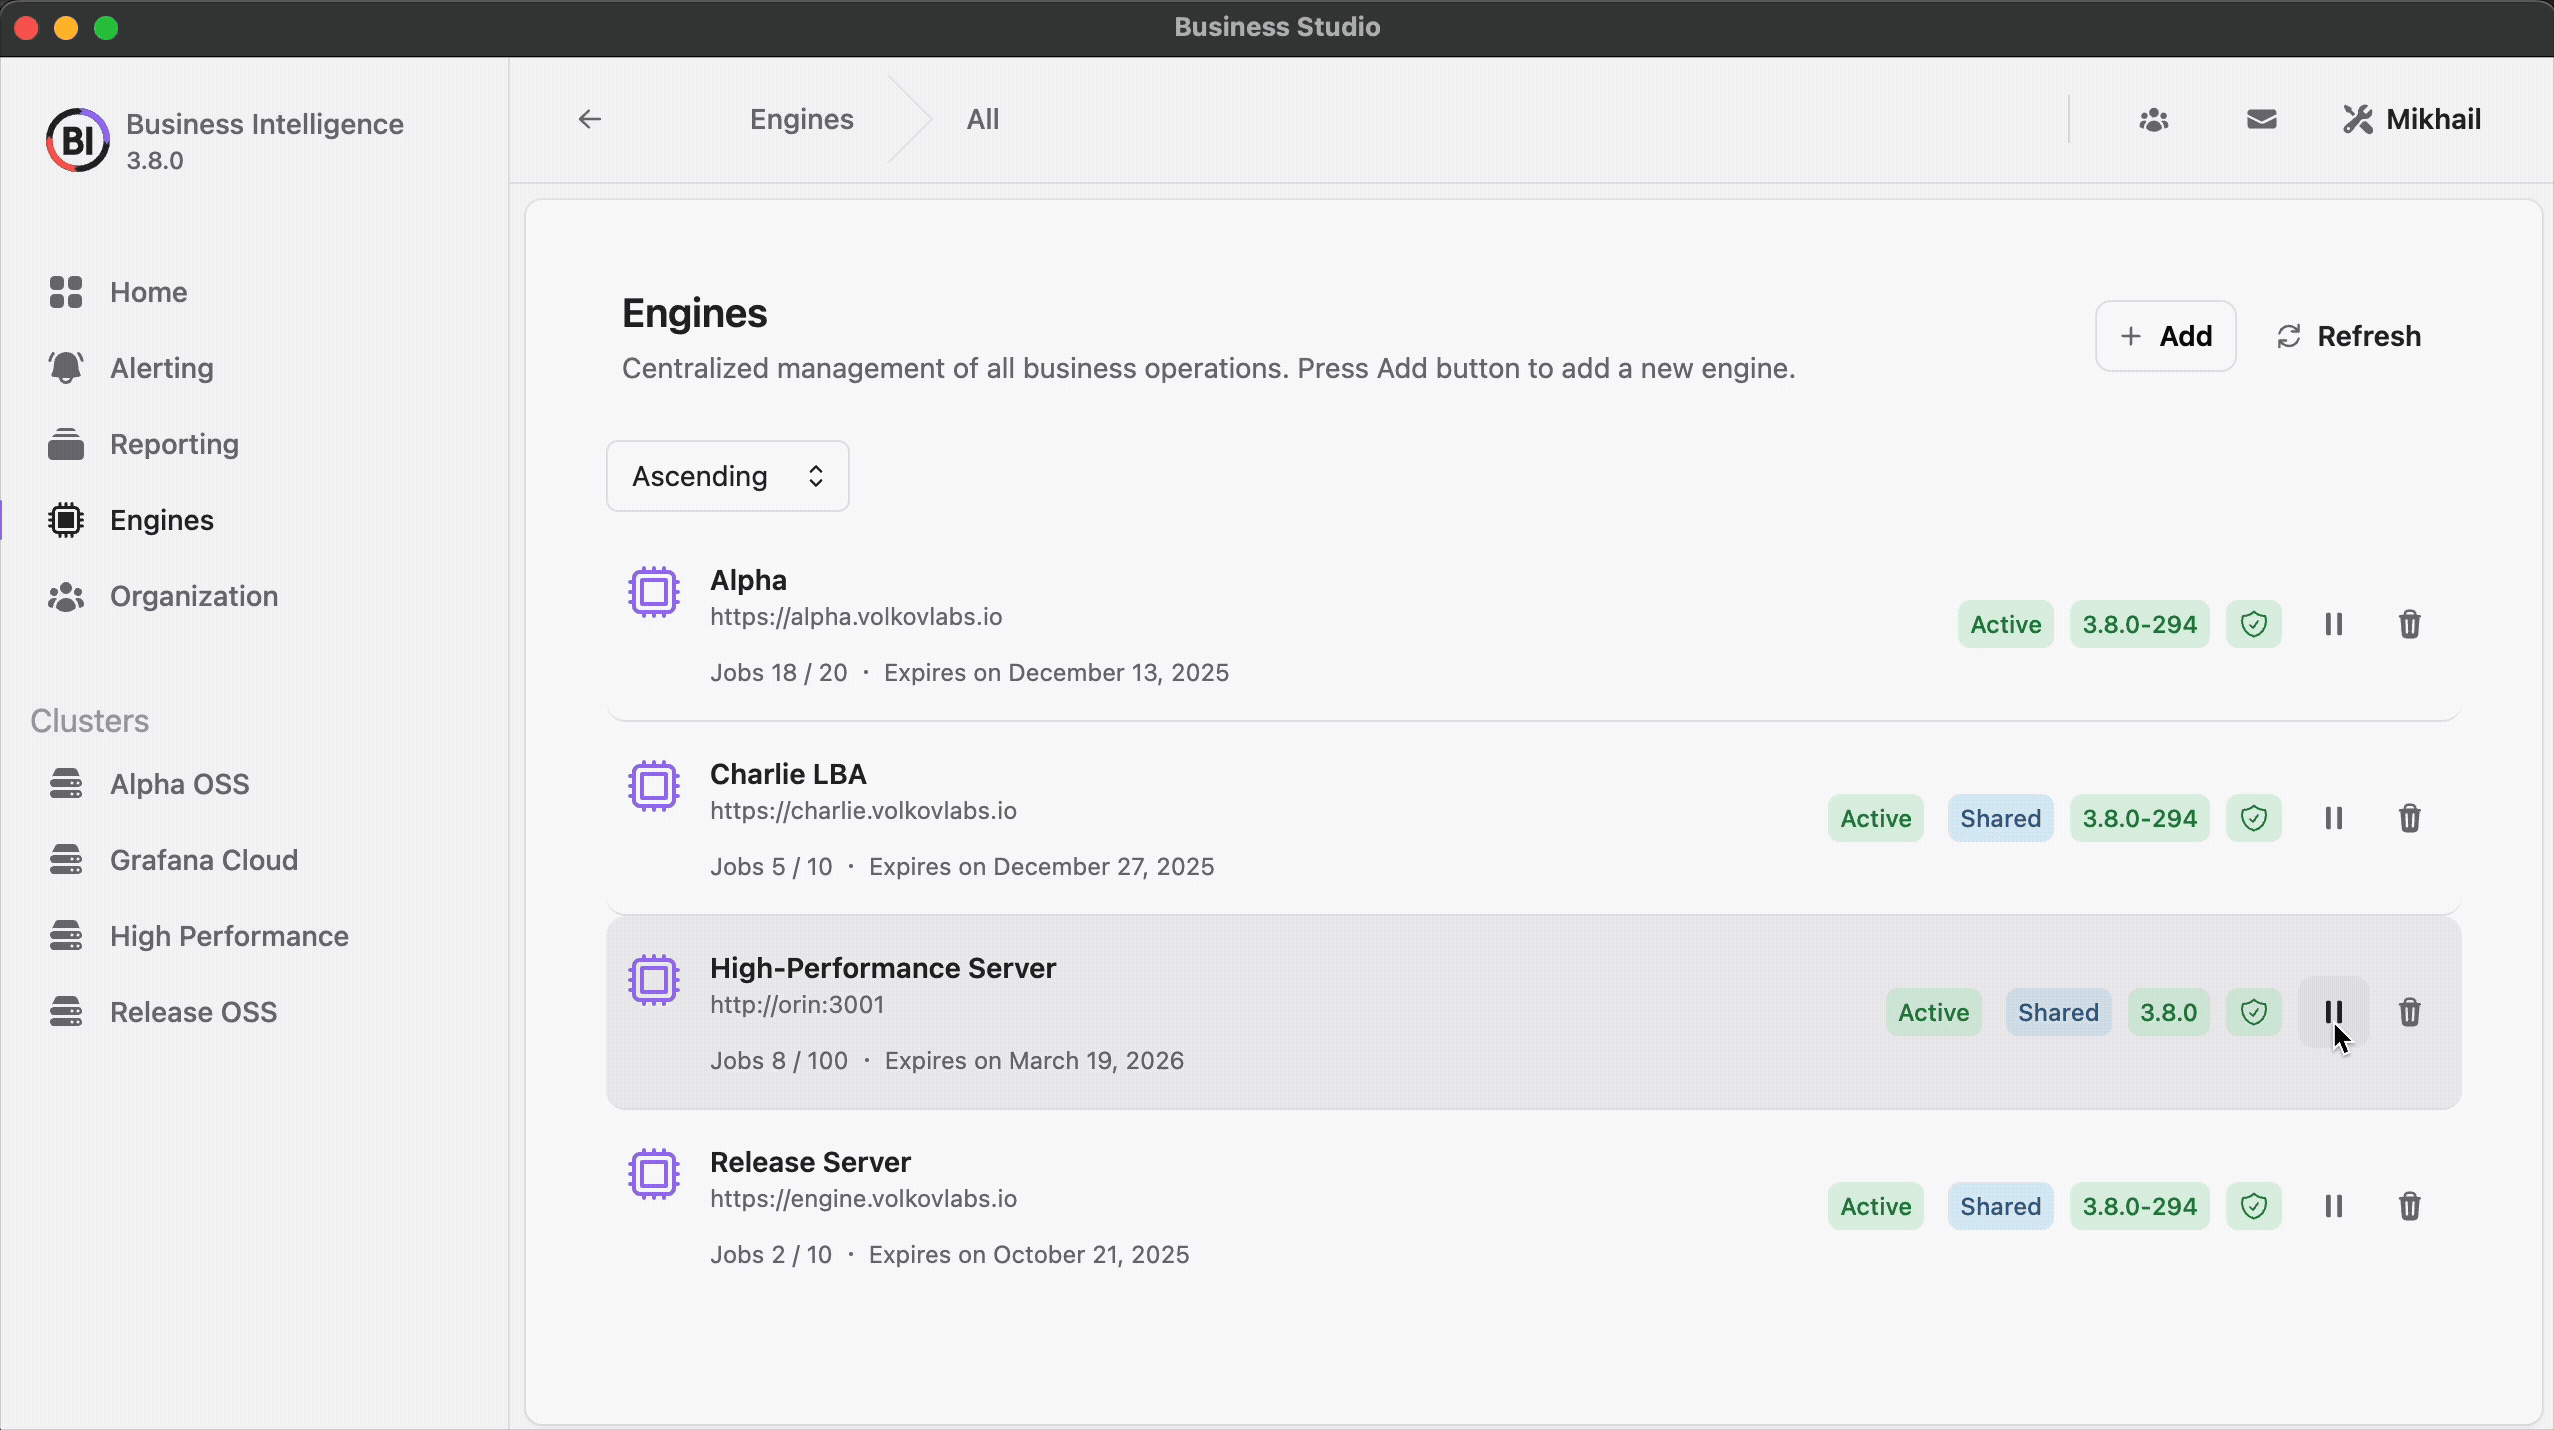 Business Studio
BI
Business Intelligence
3.8.0
Engines
All
Mikhail
Home
Alerting
Reporting
Engines
Organization
Clusters
Alpha OSS
Grafana Cloud
High Performance
Release OSS
Engines
Centralized management of all business operations. Press Add button to add a new engine.
Add
Refresh
Ascending
Alpha
https://alpha.volkovlabs.io
Jobs 18 / 20 · Expires on December 13, 2025
Active 3.8.0-294
Charlie LBA
https://charlie.volkovlabs.io
Jobs 5 / 10 · Expires on December 27, 2025
Active Shared 3.8.0-294
High-Performance Server
http://orin:3001
Jobs 8 / 100 · Expires on March 19, 2026
Active Shared 3.8.0
Release Server
https://engine.volkovlabs.io
Jobs 2 / 10 · Expires on October 21, 2025
Active Shared 3.8.0-294